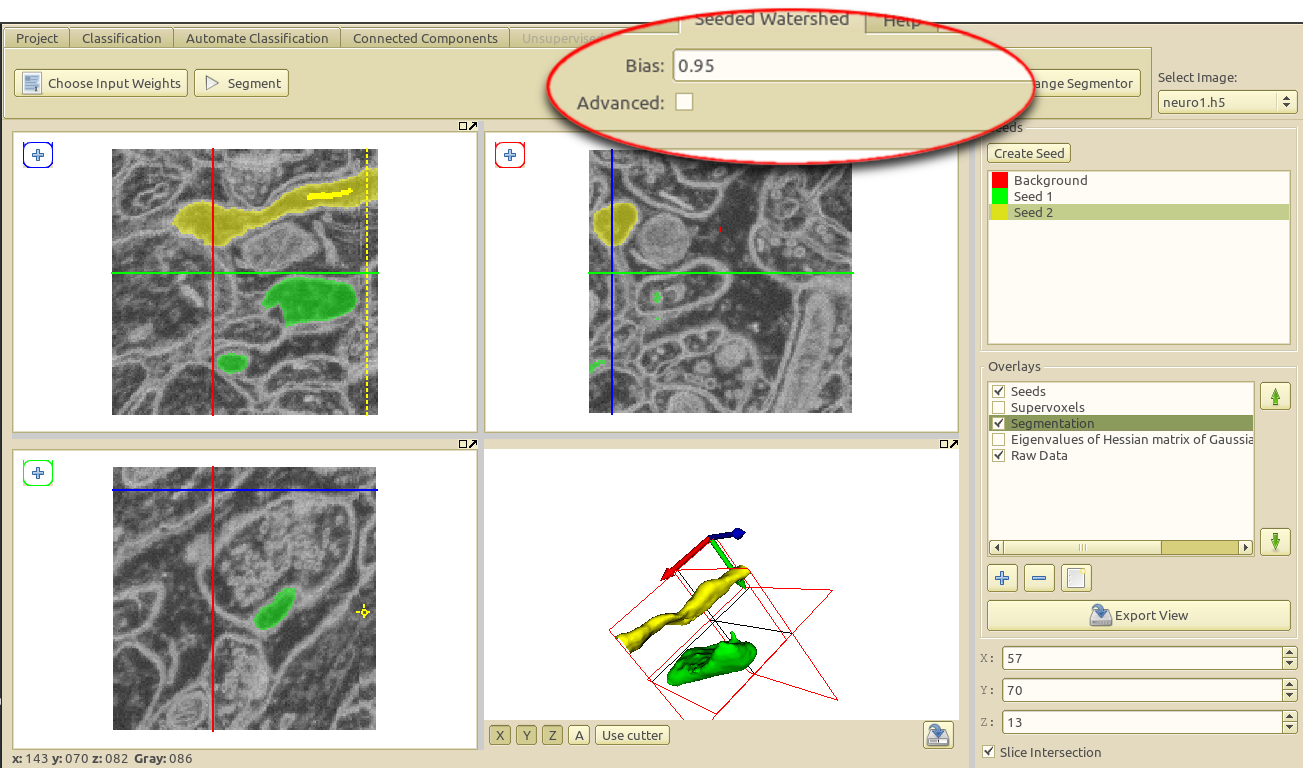 Seeded Watershed Help
Project Classification Automate Classification Connected Components Unsupervised
Bias: 0.95
Choose Input Weights Segment
ange Segmentor
Select Image:
Advanced:
neuro1.h5
eeds
Create Seed
Background
Seed 1
Seed 2
Overlays
Seeds
Supervoxels
Segmentation
Eigenvalues of Hessian matrix of Gaussia
Raw Data
Export View
X: 57
Y: 70
Z: 13
X Y Z A Use cutter
Slice Intersection
x: 143 y: 070 z: 082 Gray: 086